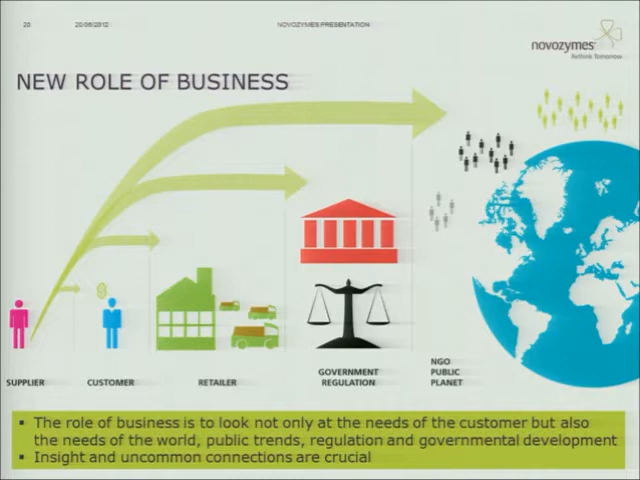 20 20/06/2012 NOVOZYMES PRESENTATION
novozymes
Rethink Tomorrow
NEW ROLE OF BUSINESS
$
SUPPLIER
CUSTOMER
RETAILER
GOVERNMENT
REGULATION
NGO
PUBLIC
PLANET
▪ The role of business is to look not only at the needs of the customer but also
the needs of the world, public trends, regulation and governmental development
▪ Insight and uncommon connections are crucial